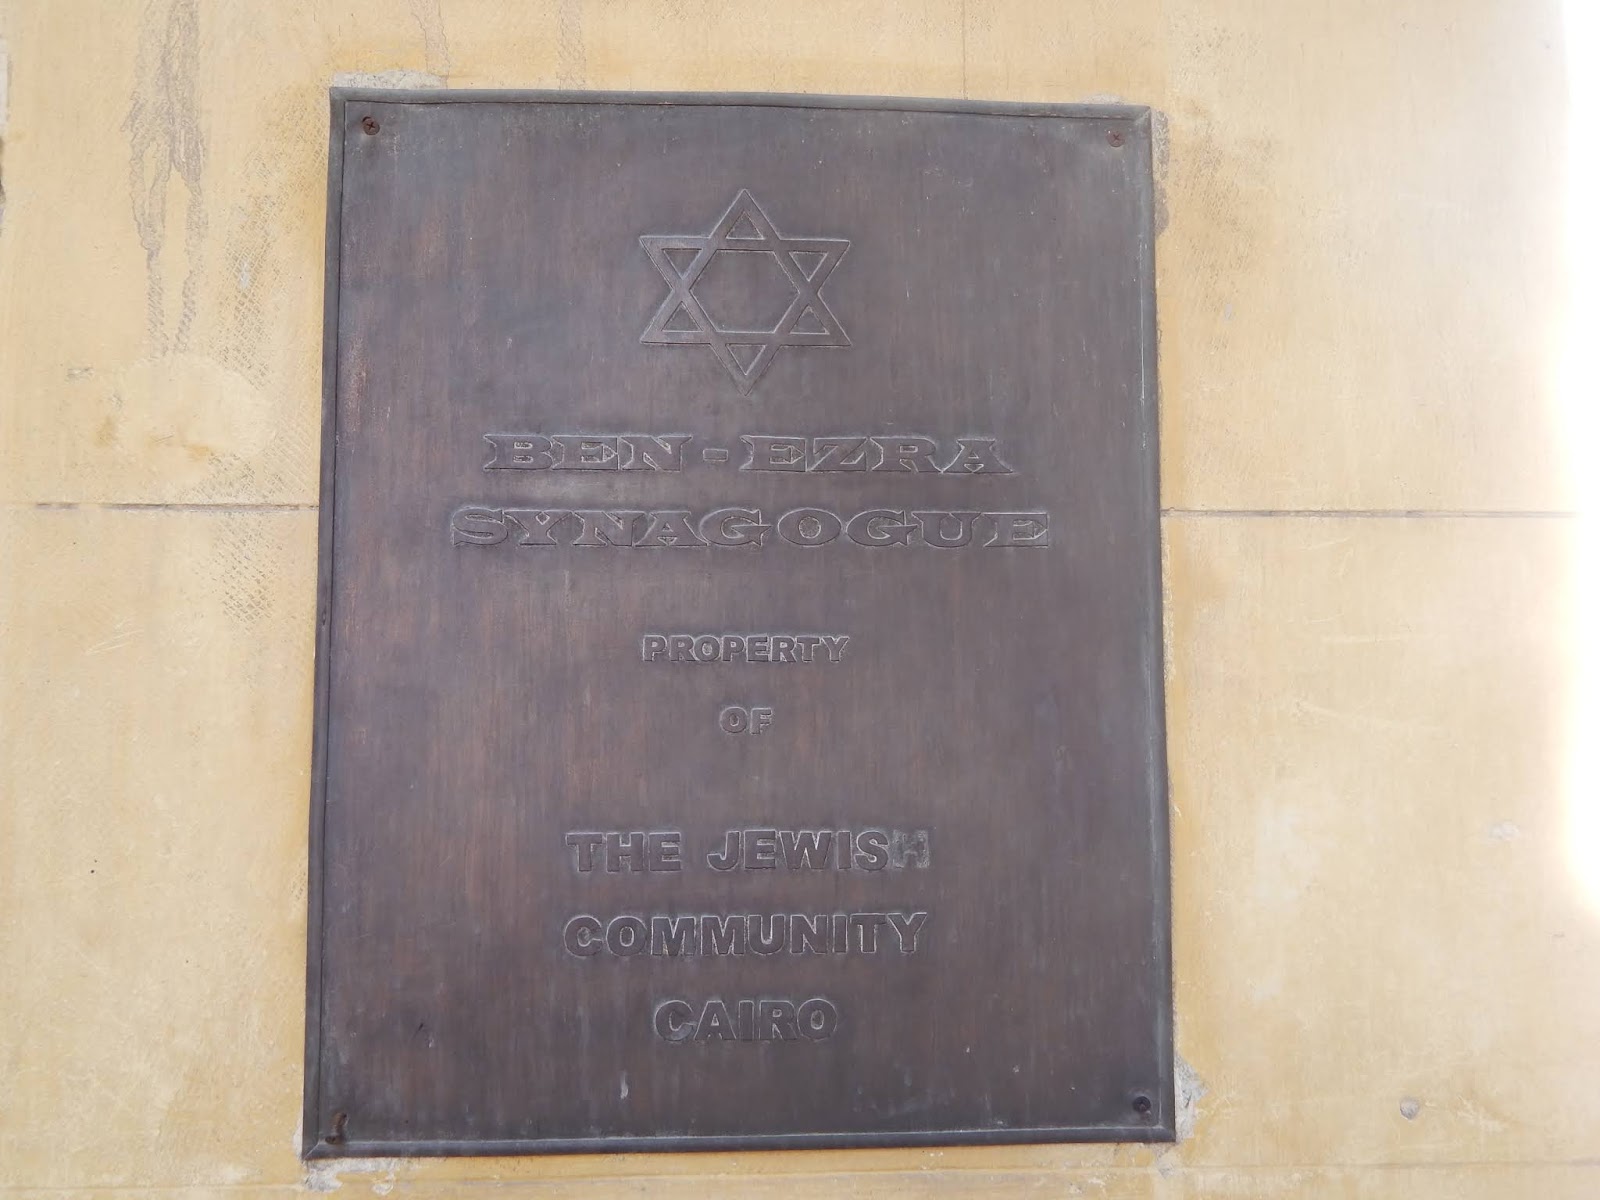 BEN-EZRA
SYNAGOGUE
PROPERTY
OF
THE JEWISH
COMMUNITY
CAIRO